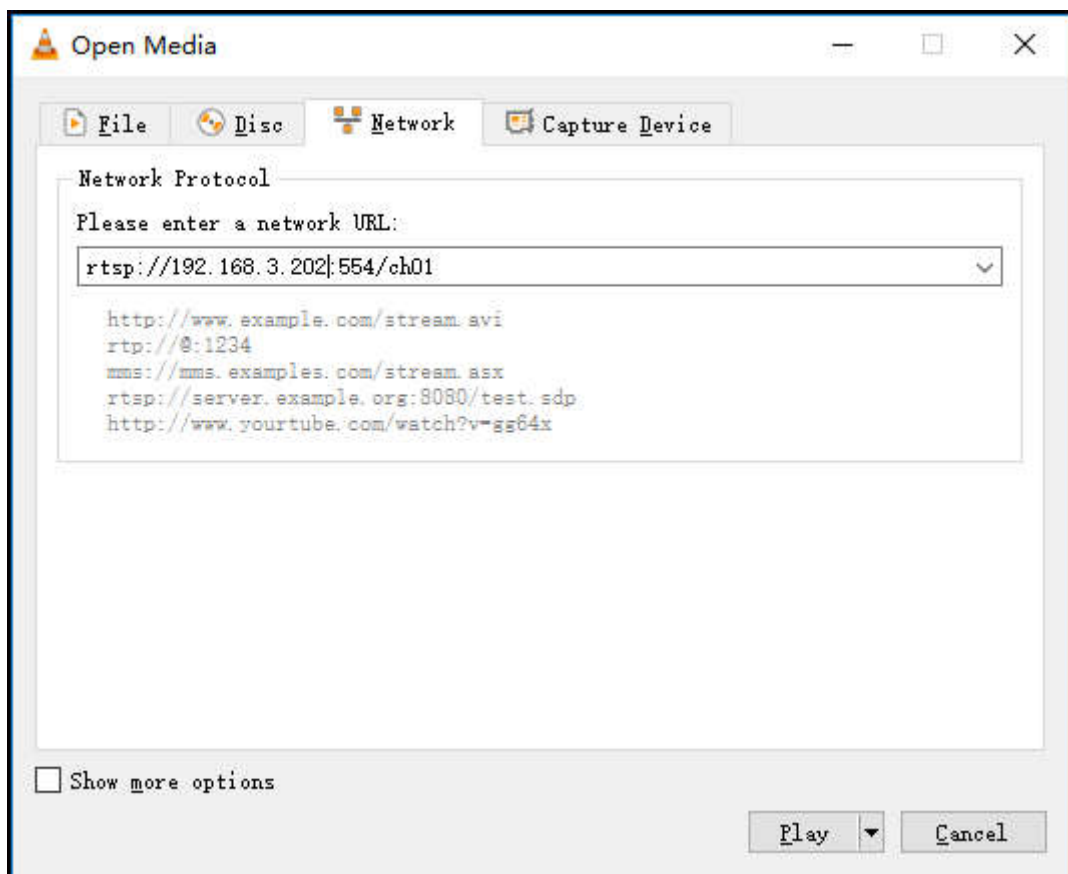 Open Media
File Disc Network Capture Device
Network Protocol
Please enter a network URL:
rtsp://192.168.3.202:554/ch01
http://www.example.com/stream.avi
rtp://@:1234
mms://mms.examples.com/stream.asx
rtsp://server.example.org:8080/test.sdp
http://www.yourtube.com/watch?v=gg64x
Show more options
Play Cancel